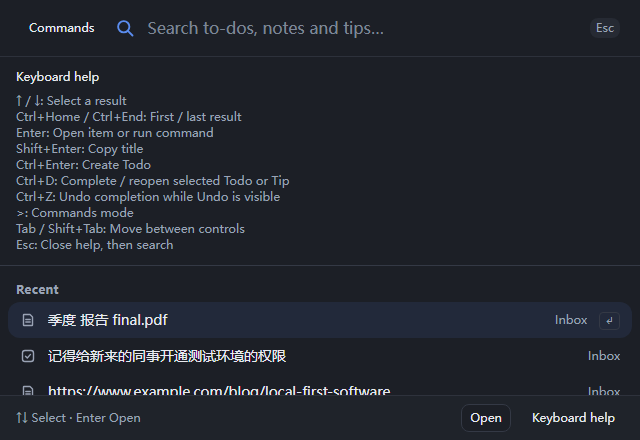 Commands
Search to-dos, notes and tips...
Esc
Keyboard help
↑ / ↓: Select a result
Ctrl+Home / Ctrl+End: First / last result
Enter: Open item or run command
Shift+Enter: Copy title
Ctrl+Enter: Create Todo
Ctrl+D: Complete / reopen selected Todo or Tip
Ctrl+Z: Undo completion while Undo is visible
>: Commands mode
Tab / Shift+Tab: Move between controls
Esc: Close help, then search
Recent
季度 报告 final.pdf Inbox ↵
记得给新来的同事开通测试环境的权限 Inbox
https://www.example.com/blog/local-first-software Inbox
↑↓ Select · Enter Open
Open
Keyboard help